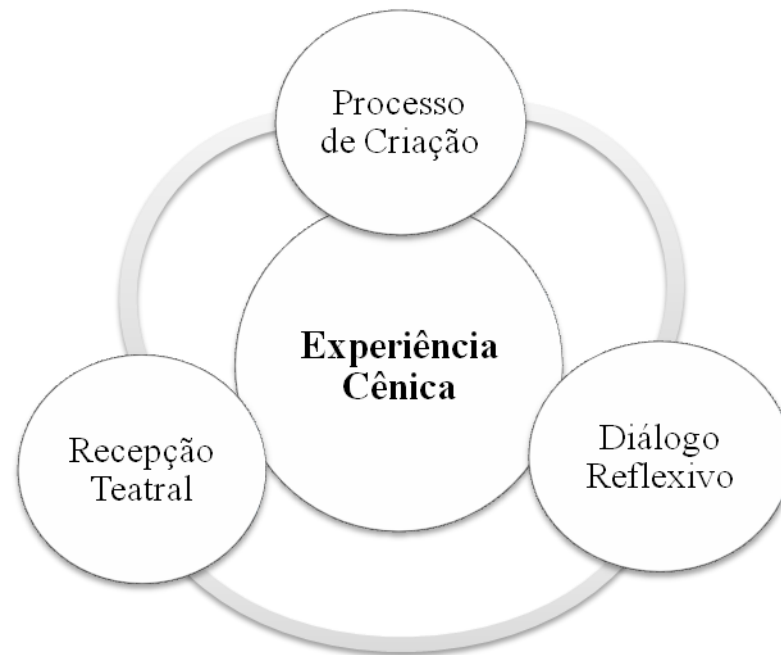 Processo
de Criação
Experiência
Cênica
Recepção
Teatral
Diálogo
Reflexivo